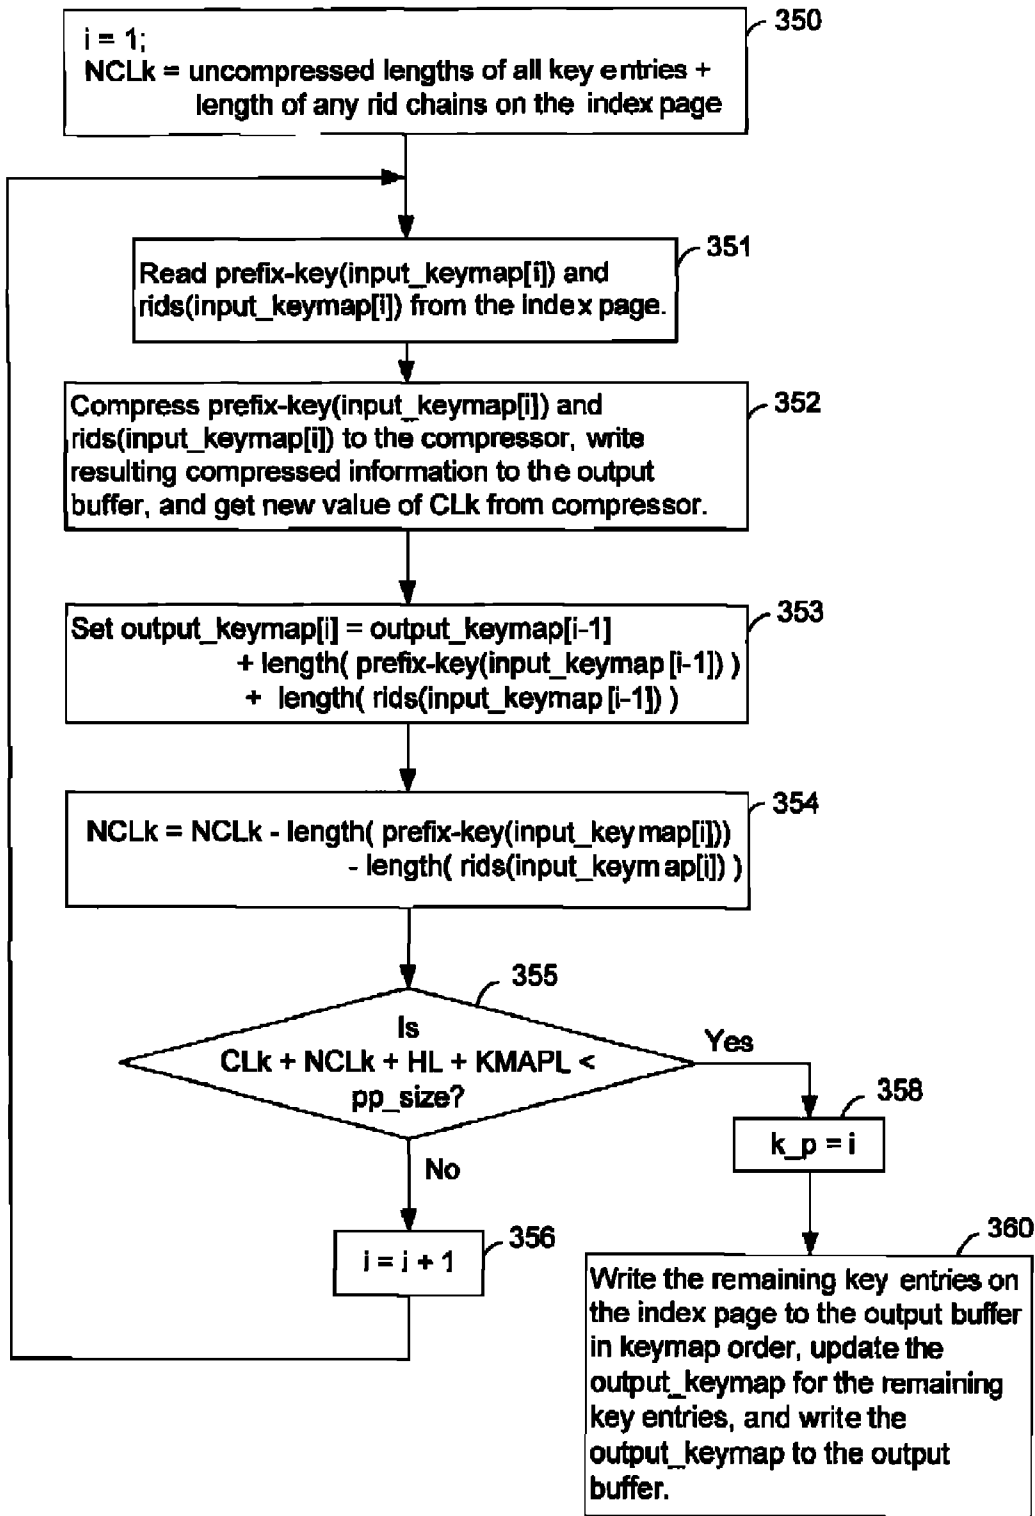 350
i = 1;
NCLk = uncompressed lengths of all key entries +
length of any rid chains on the index page
351
Read prefix-key(input_keymap[i]) and
rids(input_keymap[i]) from the index page.
352
Compress prefix-key(input_keymap[i]) and
rids(input_keymap[i]) to the compressor, write
resulting compressed information to the output
buffer, and get new value of CLk from compressor.
353
Set output_keymap[i] = output_keymap[i-1]
+ length( prefix-key(input_keymap [i-1]) )
+ length( rids(input_keymap [i-1]) )
354
NCLk = NCLk - length( prefix-key(input_keymap[i]))
- length( rids(input_keymap[i]) )
355
Is
CLk + NCLk + HL + KMAPL <
pp_size?
Yes
358
k_p = i
No
356
i = i + 1
360
Write the remaining key entries on
the index page to the output buffer
in keymap order, update the
output_keymap for the remaining
key entries, and write the
output_keymap to the output
buffer.